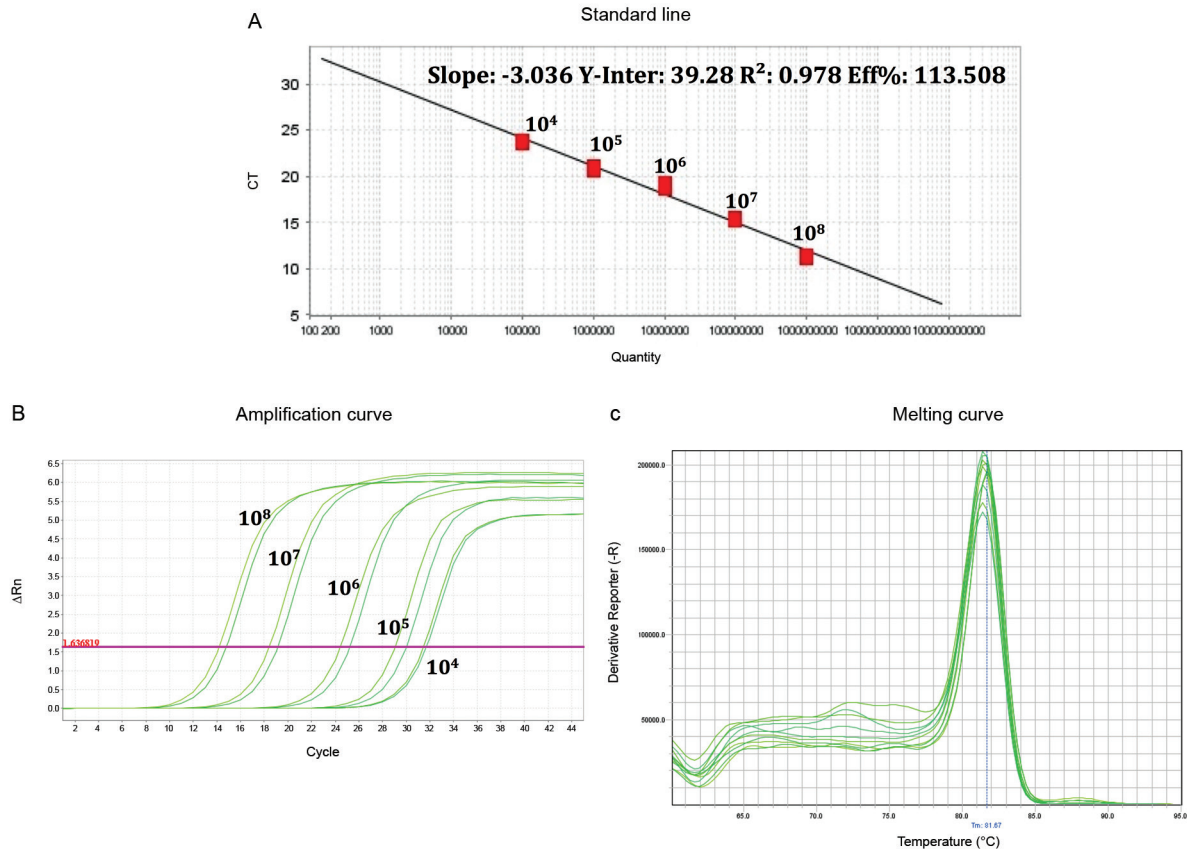 A
Standard line
Slope: -3.036 Y-Inter: 39.28 R²: 0.978 Eff%: 113.508
30
25
20
15
10
5
CT
10⁴
10⁵
10⁶
10⁷
10⁸
100 200 1000 10000 100000 1000000 10000000 100000000 1000000000 10000000000 100000000000
Quantity
B
Amplification curve
6.5
6.0
5.5
5.0
4.5
4.0
3.5
3.0
2.5
2.0
1.5
1.0
0.5
0.0
ΔRn
1.636819
10⁸
10⁷
10⁶
10⁵
10⁴
2 4 6 8 10 12 14 16 18 20 22 24 26 28 30 32 34 36 38 40 42 44
Cycle
c
Melting curve
200000.0
150000.0
100000.0
50000.0
Derivative Reporter (-R)
65.0 70.0 75.0 80.0 85.0 90.0 95.0
Tm: 81.67
Temperature (°C)